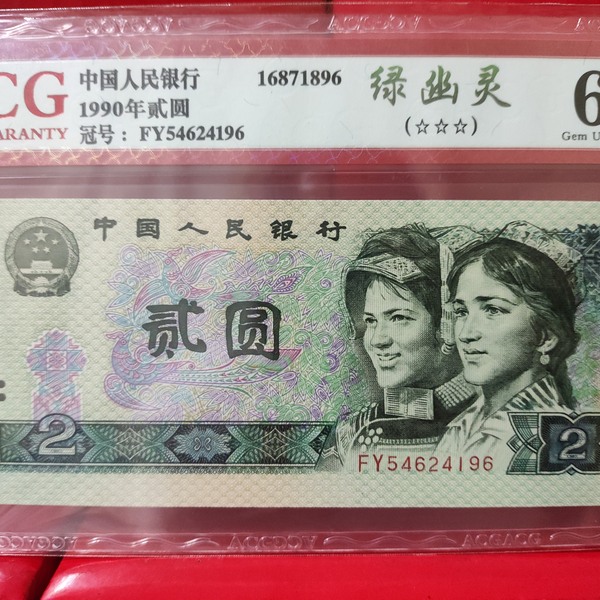 CG
ARANTY
中国人民银行 16871896
1990年贰圆
冠号：FY54624196
绿幽灵
(☆☆☆)
6
Gem U
中国人民银行
贰圆
2
2
FY54624196
ACGACG